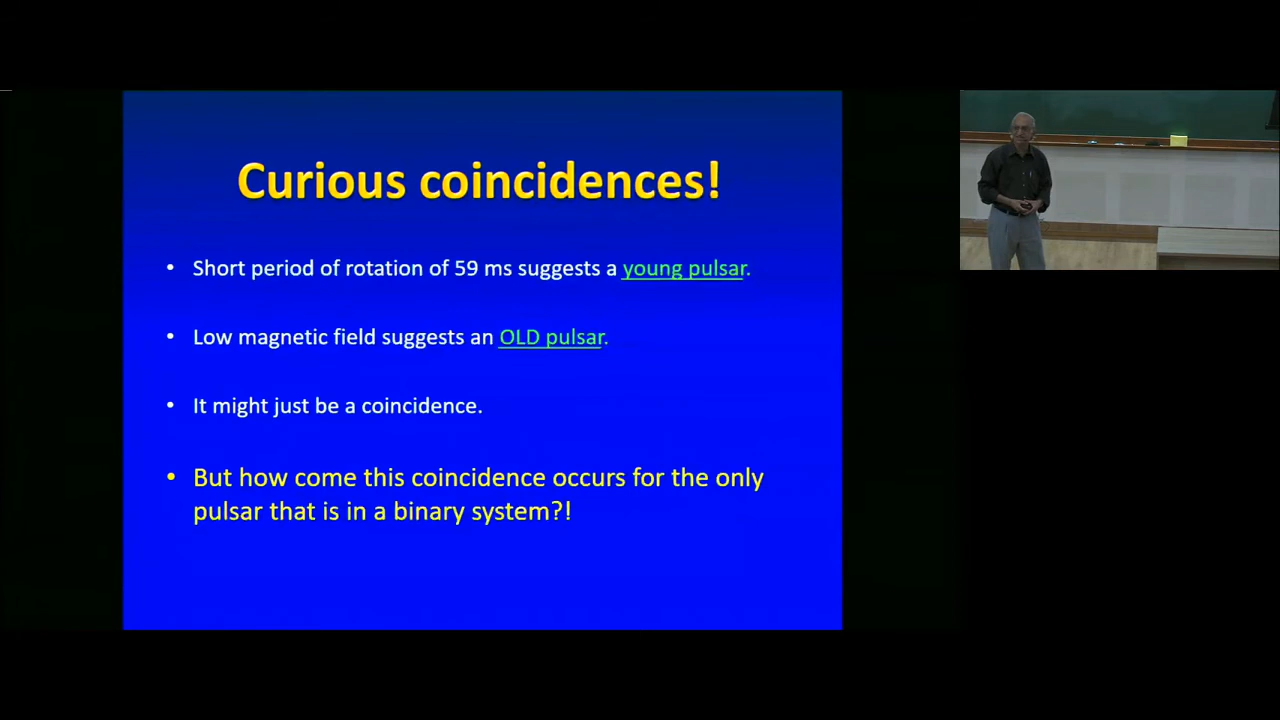 Curious coincidences!
• Short period of rotation of 59 ms suggests a young pulsar.
• Low magnetic field suggests an OLD pulsar.
• It might just be a coincidence.
• But how come this coincidence occurs for the only
pulsar that is in a binary system?!